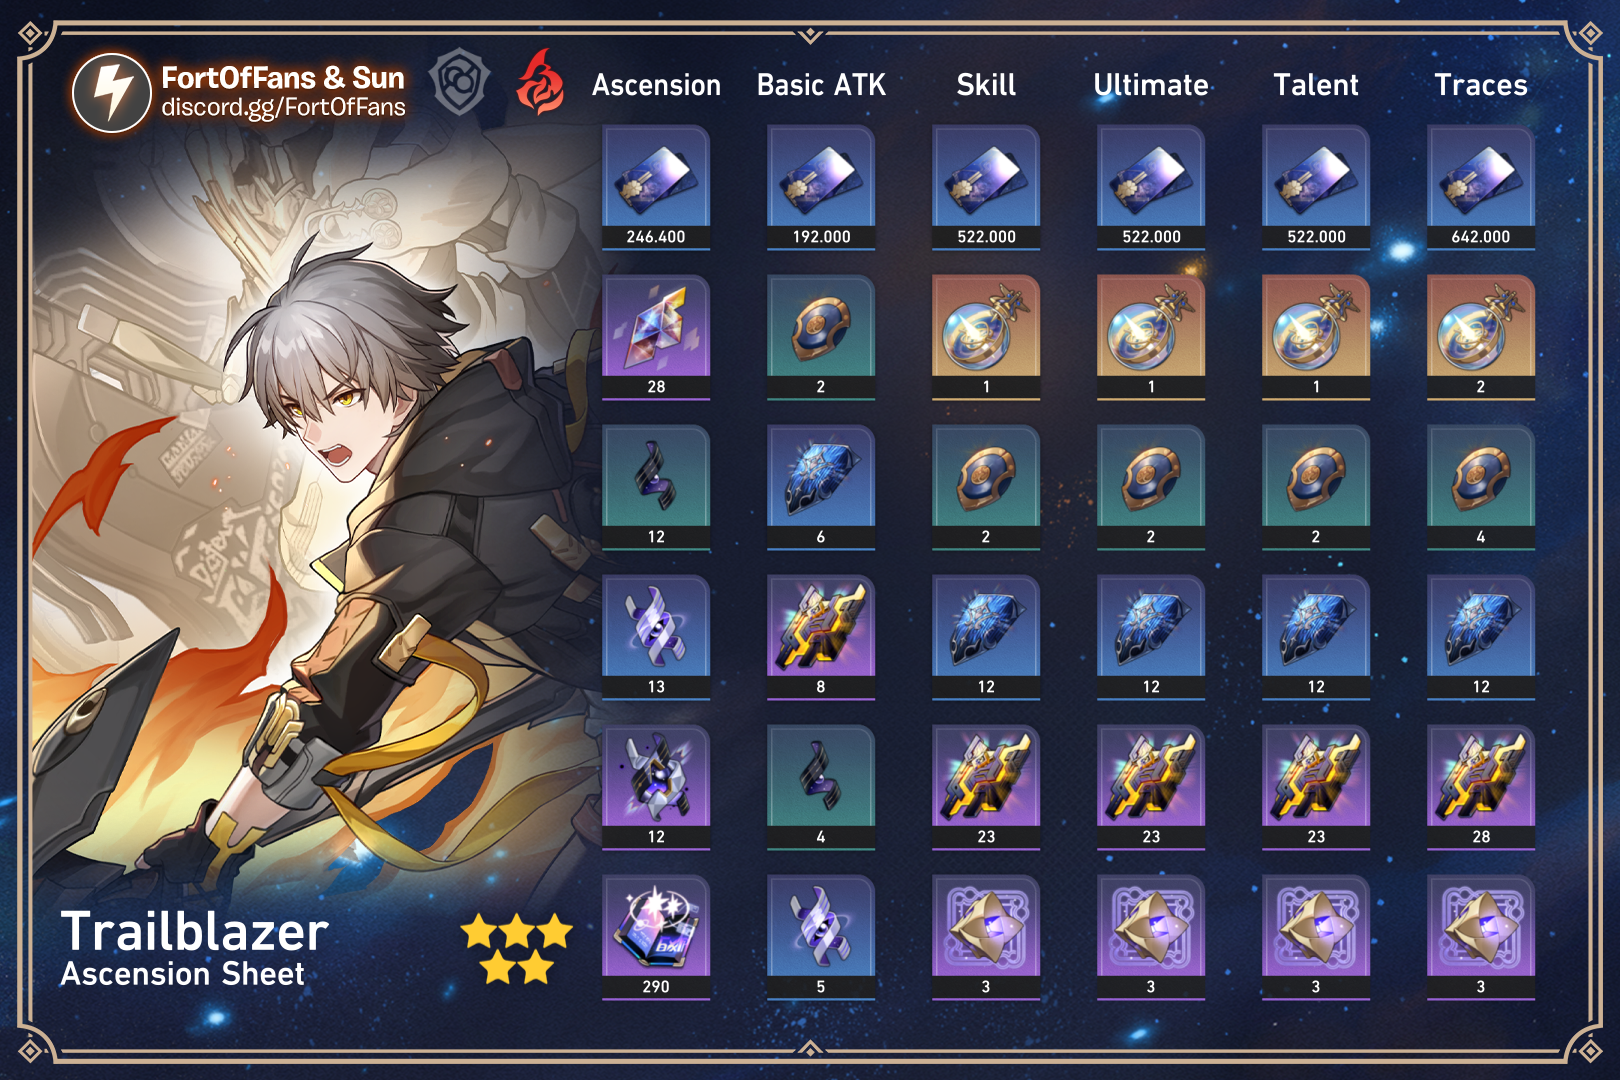 FortOfFans & Sun
discord.gg/FortOfFans
Ascension Basic ATK Skill Ultimate Talent Traces
246.400 192.000 522.000 522.000 522.000 642.000
28 2 1 1 1 2
12 6 2 2 2 4
13 8 12 12 12 12
12 4 23 23 23 28
290 5 3 3 3 3
Trailblazer
Ascension Sheet